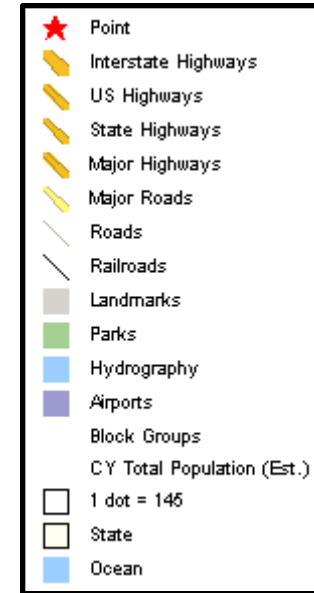 Point
Interstate Highways
US Highways
State Highways
Major Highways
Major Roads
Roads
Railroads
Landmarks
Parks
Hydrography
Airports
Block Groups
CY Total Population (Est.)
1 dot = 145
State
Ocean